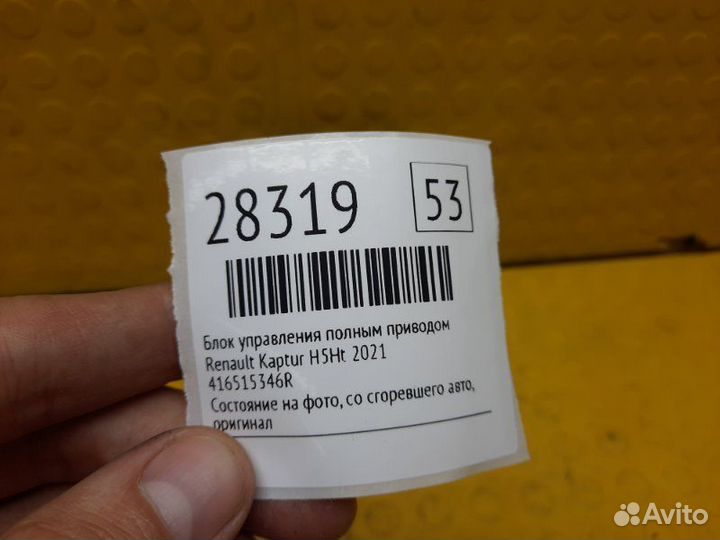 28319
53
Блок управления полным приводом
Renault Kaptur H5Ht 2021
416515346R
Состояние на фото, со сгоревшего авто,
оригинал
Avito